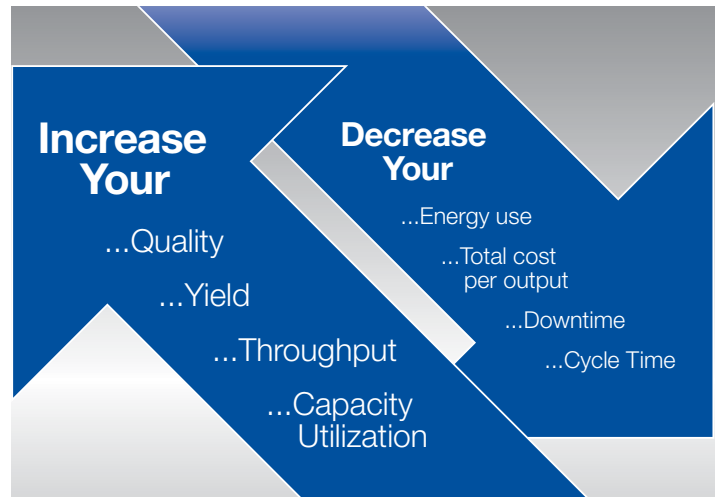 Increase
Your
...Quality
...Yield
...Throughput
...Capacity
Utilization
Decrease
Your
...Energy use
...Total cost
per output
...Downtime
...Cycle Time